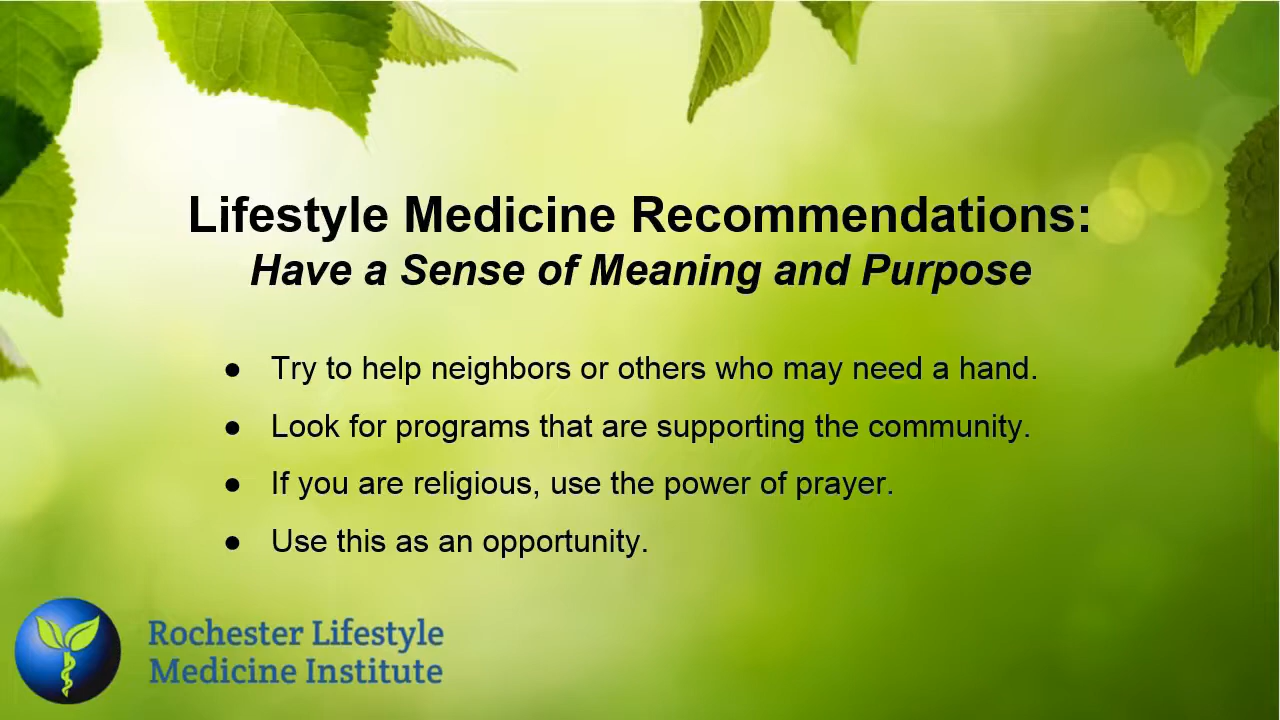 Lifestyle Medicine Recommendations:
Have a Sense of Meaning and Purpose
● Try to help neighbors or others who may need a hand.
● Look for programs that are supporting the community.
● If you are religious, use the power of prayer.
● Use this as an opportunity.
Rochester Lifestyle
Medicine Institute